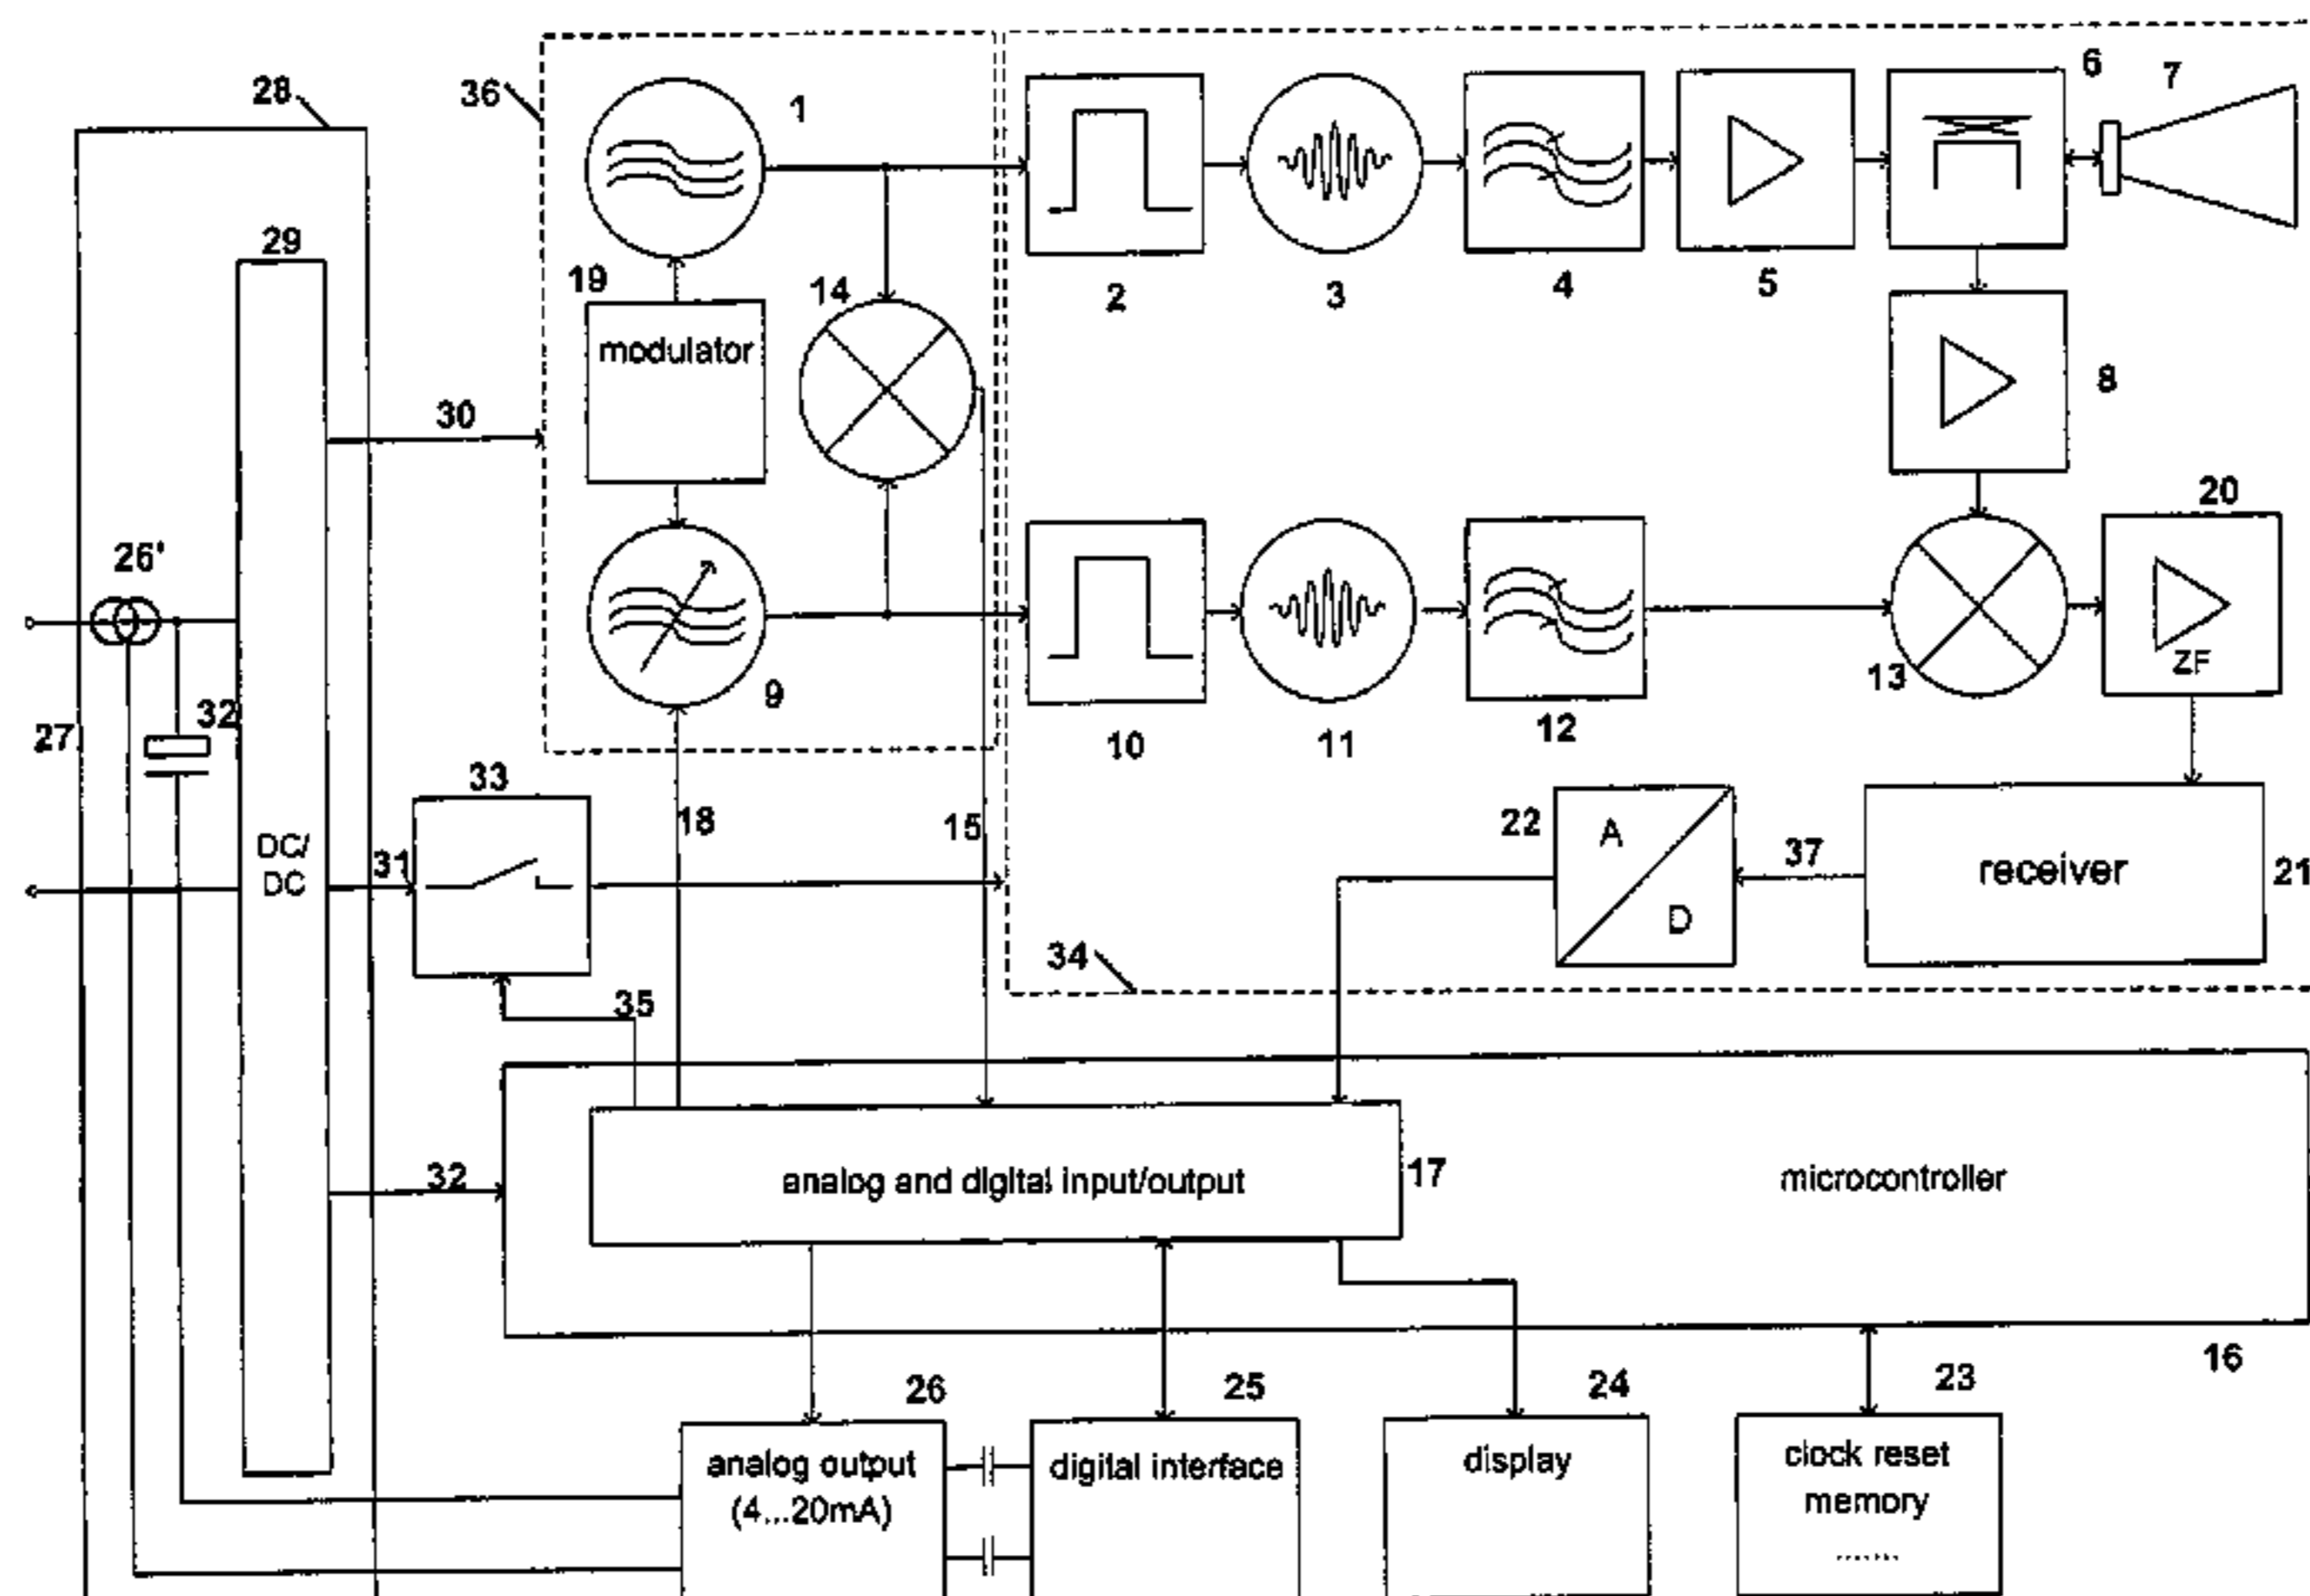 28
36
1
6
7
29
19
14
2
3
4
5
modulator
8
30
20
26'
13
ZF
9
32
27
10
11
12
33
18
15
22
A
D
37
receiver
21
DC/
DC
31
34
35
32
analog and digital input/output
17
microcontroller
16
26
25
24
23
analog output
(4...20mA)
digital interface
display
clock reset
memory
.......